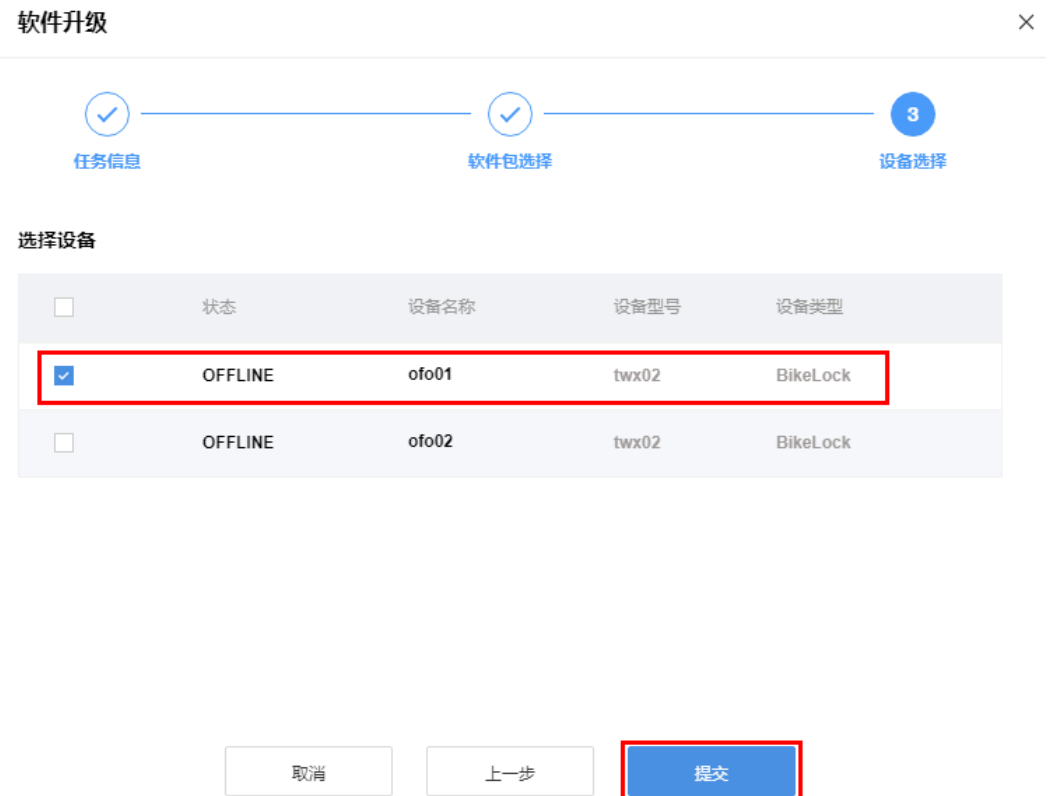 软件升级
3
任务信息 软件包选择 设备选择
选择设备
状态 设备名称 设备型号 设备类型
OFFLINE ofo01 twx02 BikeLock
OFFLINE ofo02 twx02 BikeLock
取消 上一步 提交